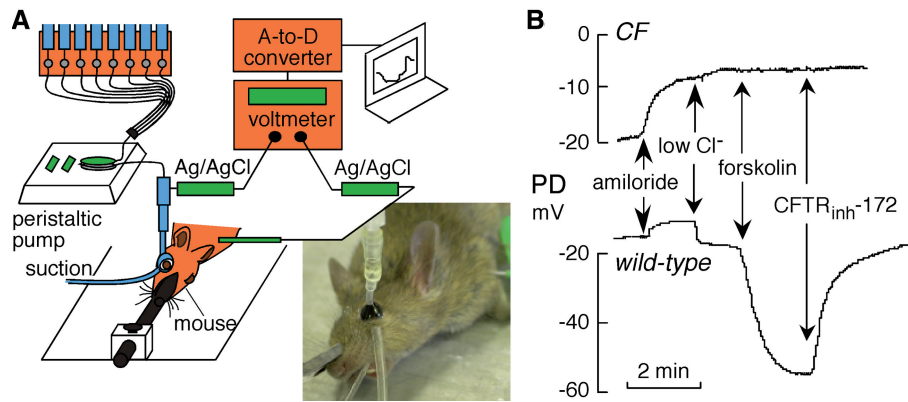 A
A-to-D
converter
voltmeter
Ag/AgCl
Ag/AgCl
peristaltic
pump
suction
mouse
B
CF
0
-10
-20
low Cl⁻
forskolin
amiloride
CFTRinh-172
PD
mV
wild-type
-20
-40
-60
2 min